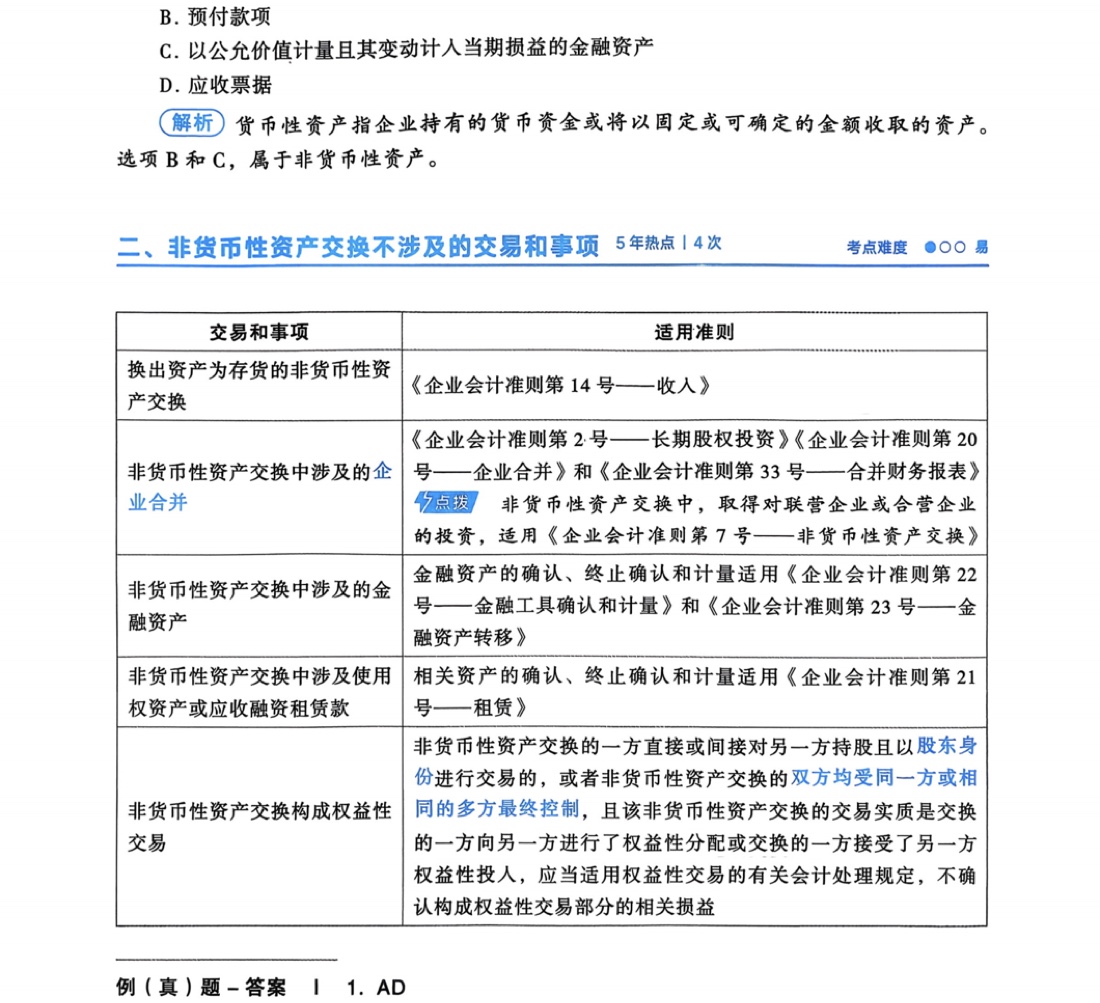 B. 预付款项
C. 以公允价值计量且其变动计入当期损益的金融资产
D. 应收票据
解析 货币性资产指企业持有的货币资金或将以固定或可确定的金额收取的资产。
选项 B 和 C，属于非货币性资产。
二、非货币性资产交换不涉及的交易和事项 5 年热点 | 4 次 考点难度 ●○○ 易
交易和事项 适用准则
换出资产为存货的非货币性资
产交换
《企业会计准则第 14 号——收入》
非货币性资产交换中涉及的企
业合并
《企业会计准则第 2 号——长期股权投资》《企业会计准则第 20
号——企业合并》和《企业会计准则第 33 号——合并财务报表》
点拨 非货币性资产交换中，取得对联营企业或合营企业
的投资，适用《企业会计准则第 7 号——非货币性资产交换》
非货币性资产交换中涉及的金
融资产
金融资产的确认、终止确认和计量适用《企业会计准则第 22
号——金融工具确认和计量》和《企业会计准则第 23 号——金
融资产转移》
非货币性资产交换中涉及使用
权资产或应收融资租赁款
相关资产的确认、终止确认和计量适用《企业会计准则第 21
号——租赁》
非货币性资产交换构成权益性
交易
非货币性资产交换的一方直接或间接对另一方持股且以股东身
份进行交易的，或者非货币性资产交换的双方均受同一方或相
同的多方最终控制，且该非货币性资产交换的交易实质是交换
的一方向另一方进行了权益性分配或交换的一方接受了另一方
权益性投入，应当适用权益性交易的有关会计处理规定，不确
认构成权益性交易部分的相关损益
例（真）题－答案 | 1. AD